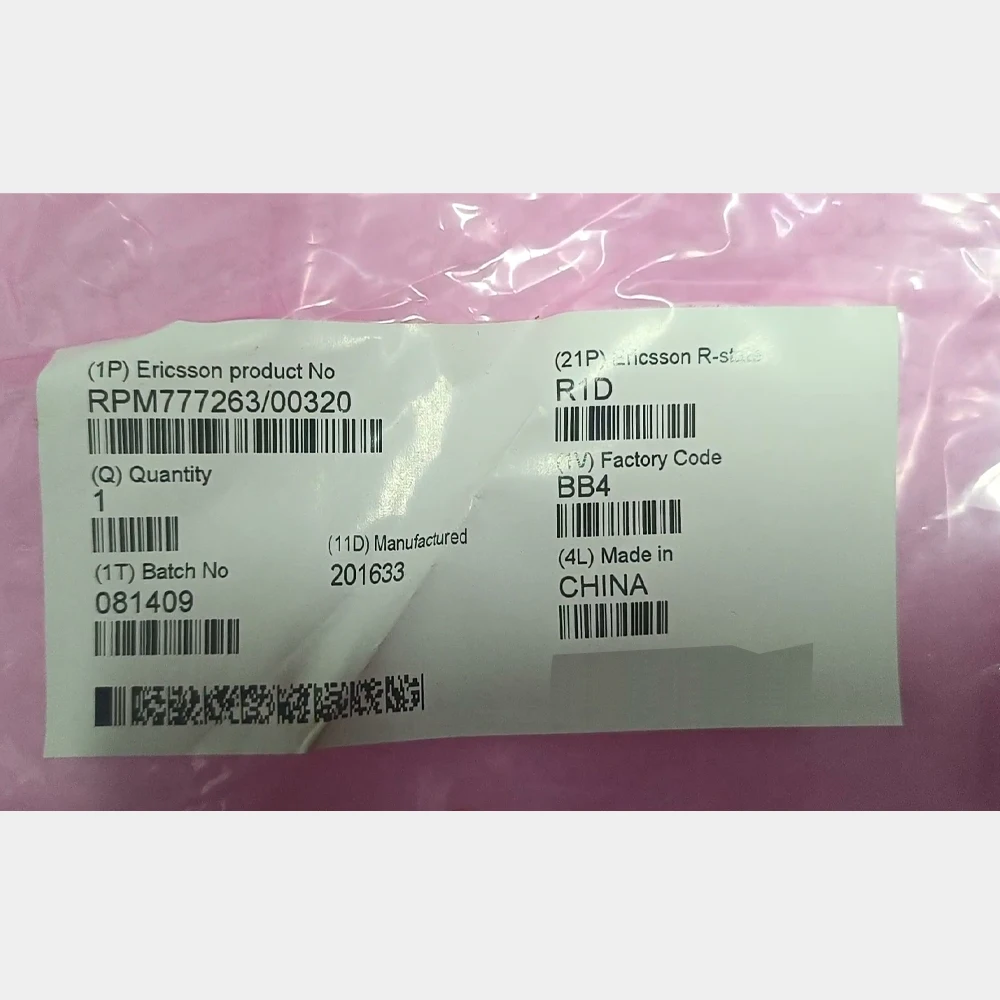 (1P) Ericsson product No
RPM777263/00320
(Q) Quantity
1
(1T) Batch No
081409
(11D) Manufactured
201633
(21P) Ericsson R-state
R1D
(1V) Factory Code
BB4
(4L) Made in
CHINA